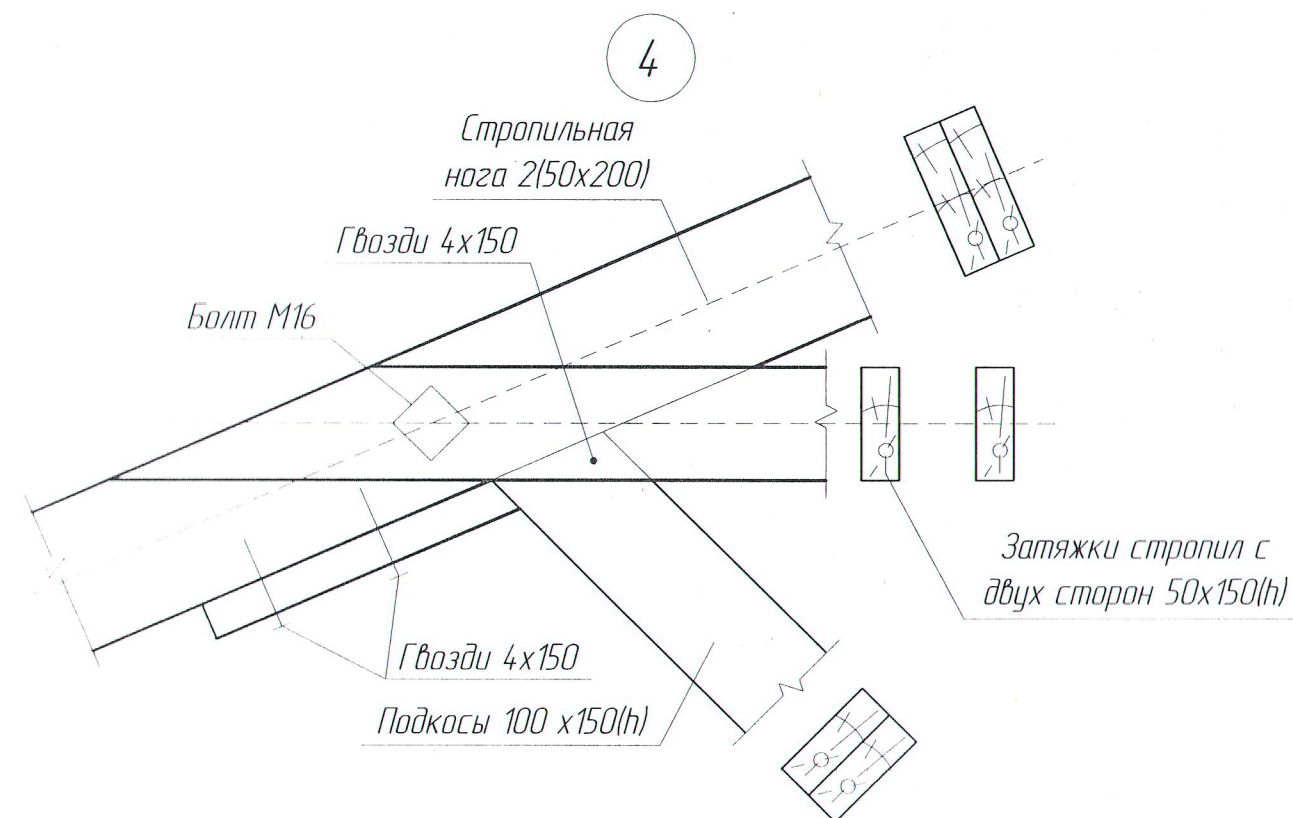 4
Стропильная
нога 2(50х200)
Гвозди 4х150
Болт М16
Затяжки стропил с
двух сторон 50х150(h)
Гвозди 4х150
Подкосы 100 х150(h)